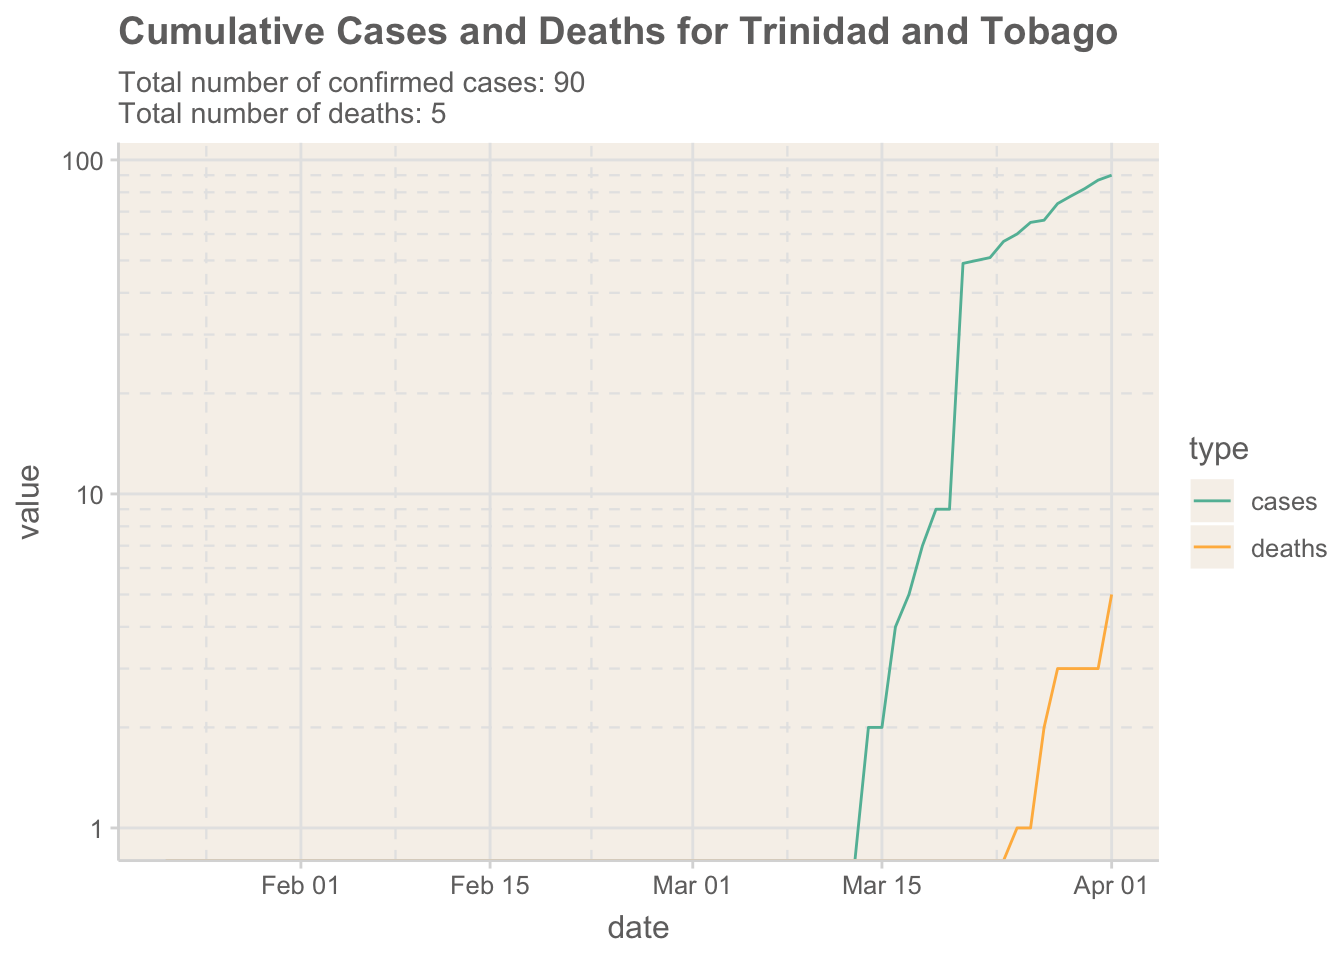 Cumulative Cases and Deaths for Trinidad and Tobago
Total number of confirmed cases: 90
Total number of deaths: 5
100
10
1
value
Feb 01
Feb 15
Mar 01
Mar 15
Apr 01
date
type
cases
deaths